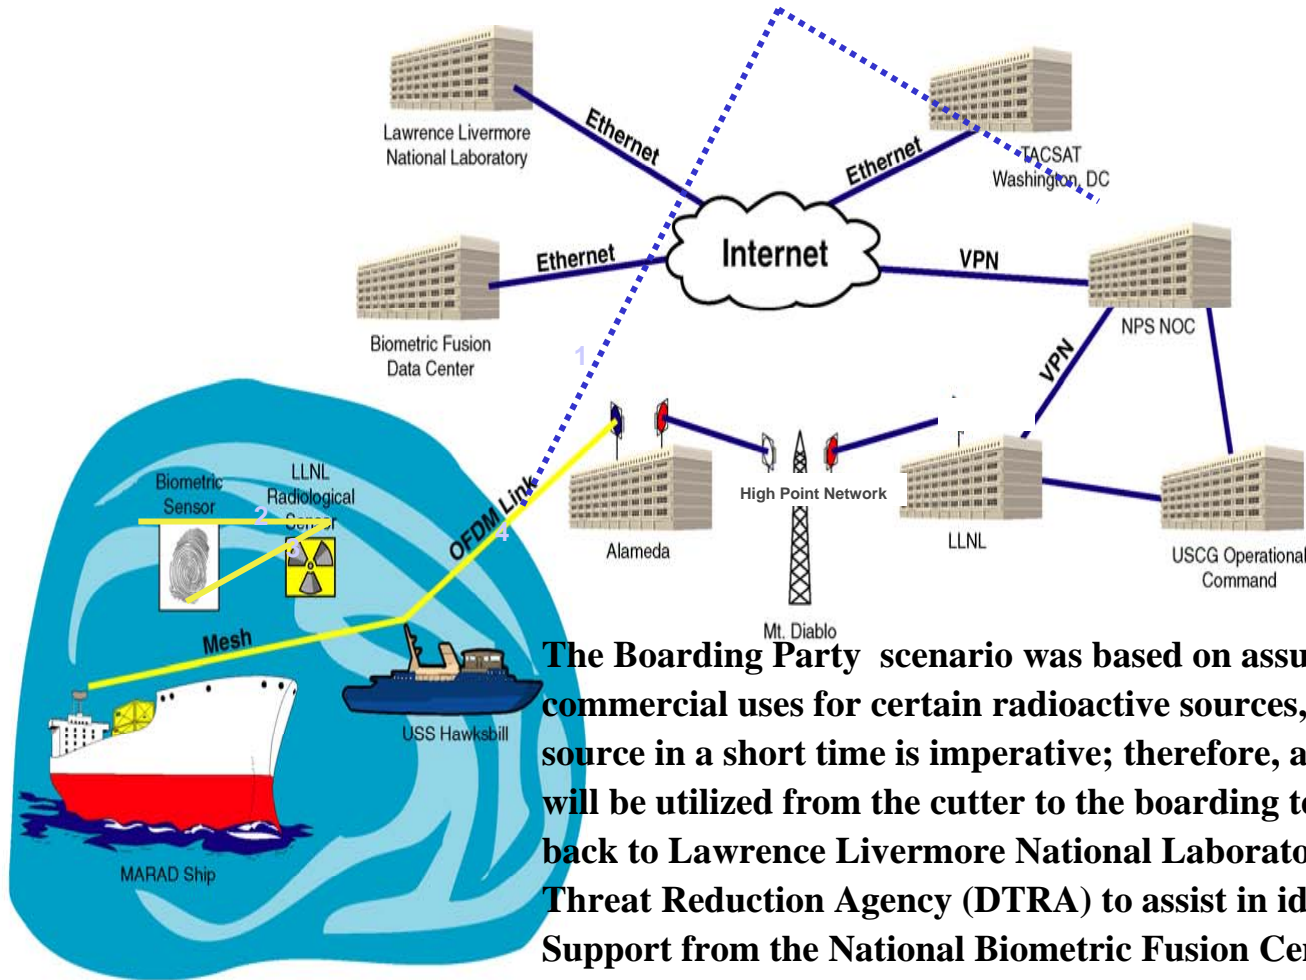 Lawrence Livermore
National Laboratory
Ethernet
Ethernet
TACSAT
Washington, DC
Internet
Ethernet
VPN
Biometric Fusion
Data Center
NPS NOC
1
VPN
Biometric
Sensor
LLNL
Radiological
Sensor
2
3
OFDM Link
4
High Point Network
Alameda
LLNL
USCG Operational
Command
Mt. Diablo
Mesh
USS Hawksbill
MARAD Ship
The Boarding Party scenario was based on assu
commercial uses for certain radioactive sources,
source in a short time is imperative; therefore, a
will be utilized from the cutter to the boarding te
back to Lawrence Livermore National Laborato
Threat Reduction Agency (DTRA) to assist in id
Support from the National Biometric Fusion Cen